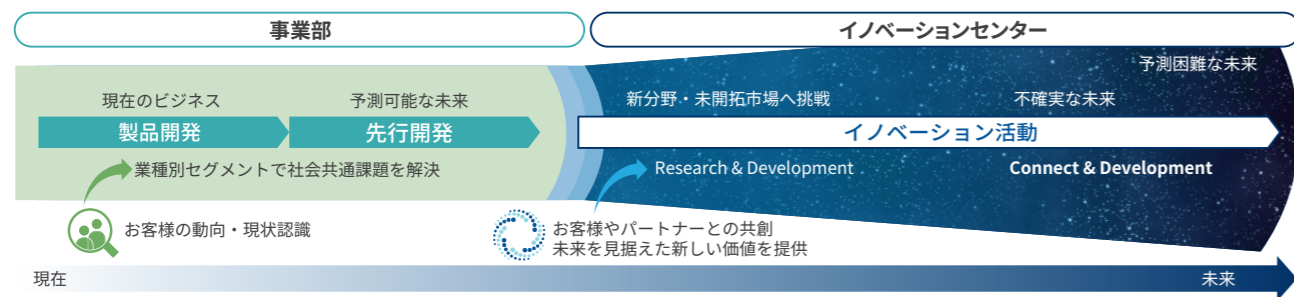 事業部
イノベーションセンター
予測困難な未来
現在のビジネス
予測可能な未来
新分野・未開拓市場へ挑戦
不確実な未来
製品開発
先行開発
イノベーション活動
業種別セグメントで社会共通課題を解決
Research & Development
Connect & Development
お客様の動向・現状認識
お客様やパートナーとの共創
未来を見据えた新しい価値を提供
現在
未来